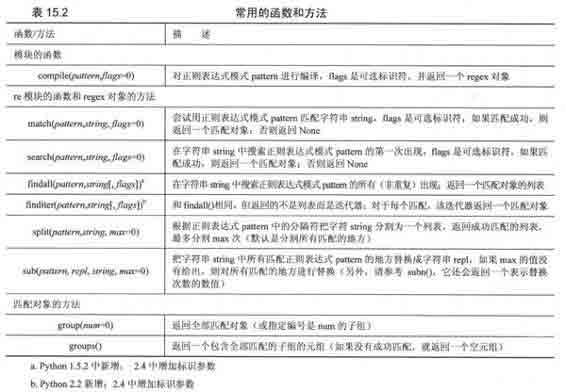 表 15.2 常用的函数和方法
函数/方法 描 述
模块的函数
compile(pattern,flags=0) 对正则表达式模式 pattern 进行编译，flags 是可选标识符，并返回一个 regex 对象
re 模块的函数和 regex 对象的方法
match(pattern,string, flags=0) 尝试用正则表达式模式 pattern 匹配字符串 string，flags 是可选标识符，如果匹配成功，则
返回一个匹配对象；否则返回 None
search(pattern,string, flags=0) 在字符串 string 中搜索正则表达式模式 pattern 的第一次出现，flags 是可选标识符，如果匹
配成功，则返回一个匹配对象；否则返回 None
findall(pattern,string[, flags])a 在字符串 string 中搜索正则表达式模式 pattern 的所有（非重复）出现；返回一个匹配对象的列表
finditer(pattern,string[, flags])b 和 findall()相同，但返回的不是列表而是迭代器；对于每个匹配，该迭代器返回一个匹配对象
split(pattern,string, max=0) 根据正则表达式 pattern 中的分隔符把字符 string 分割为一个列表，返回成功匹配的列表，
最多分割 max 次（默认是分割所有匹配的地方）
sub(pattern, repl, string, max=0) 把字符串 string 中所有匹配正则表达式 pattern 的地方替换成字符串 repl，如果 max 的值没
有给出，则对所有匹配的地方进行替换（另外，请参考 subn()，它还会返回一个表示替换
次数的数值）
匹配对象的方法
group(num=0) 返回全部匹配对象（或指定编号是 num 的子组）
groups() 返回一个包含全部匹配的子组的元组（如果没有成功匹配，就返回一个空元组）
a. Python 1.5.2 中新增；2.4 中增加标识参数
b. Python 2.2 新增；2.4 中增加标识参数